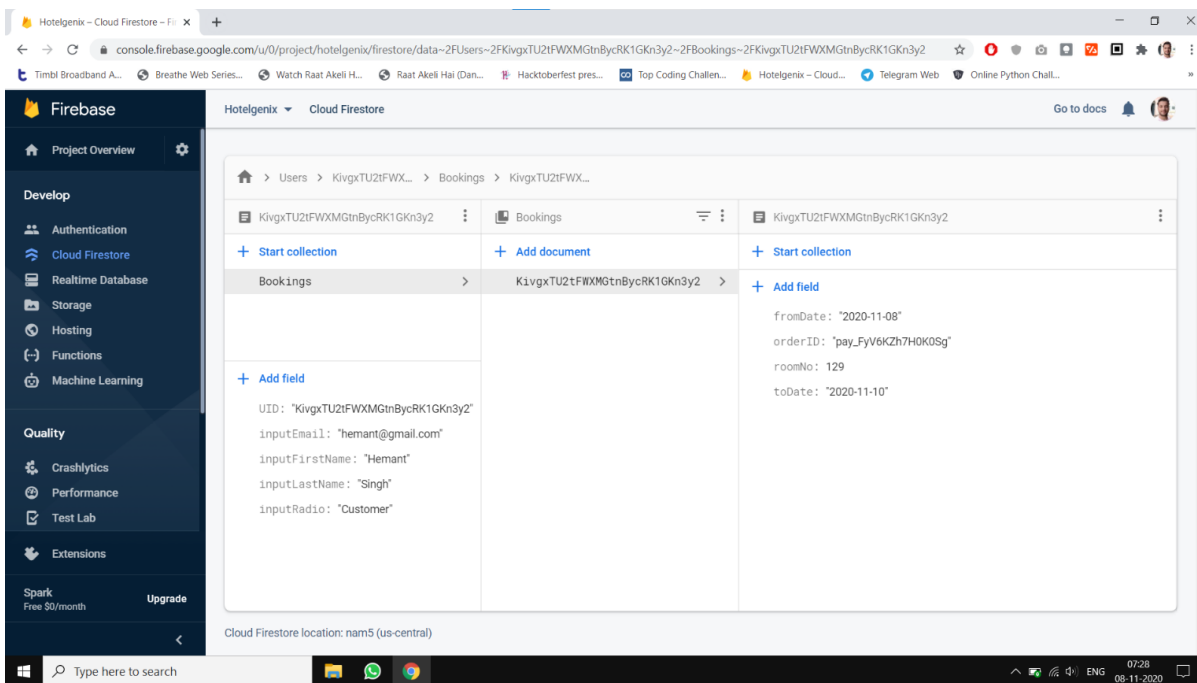 Hotelgenix – Cloud Firestore – Fi
console.firebase.google.com/u/0/project/hotelgenix/firestore/data~2FUsers~2FKivgxTU2tFWXMGtnBycRK1GKn3y2~2FBookings~2FKivgxTU2tFWXMGtnBycRK1GKn3y2
Timbl Broadband A... Breathe Web Series... Watch Raat Akeli H... Raat Akeli Hai (Dan... Hacktoberfest pres... Top Coding Challen... Hotelgenix – Cloud... Telegram Web Online Python Chall... »
Firebase
Hotelgenix Cloud Firestore Go to docs
Project Overview
Develop
Authentication
Cloud Firestore
Realtime Database
Storage
Hosting
Functions
Machine Learning
Quality
Crashlytics
Performance
Test Lab
Extensions
Spark
Free $0/month
Upgrade
> Users > KivgxTU2tFWX... > Bookings > KivgxTU2tFWX...
KivgxTU2tFWXMGtnBycRK1GKn3y2
+ Start collection
Bookings
+ Add field
UID: "KivgxTU2tFWXMGtnBycRK1GKn3y2"
inputEmail: "hemant@gmail.com"
inputFirstName: "Hemant"
inputLastName: "Singh"
inputRadio: "Customer"
Bookings
+ Add document
KivgxTU2tFWXMGtnBycRK1GKn3y2
KivgxTU2tFWXMGtnBycRK1GKn3y2
+ Start collection
+ Add field
fromDate: "2020-11-08"
orderID: "pay_FyV6KZh7H0K0Sg"
roomNo: 129
toDate: "2020-11-10"
Cloud Firestore location: nam5 (us-central)
Type here to search
ENG
07:28
08-11-2020